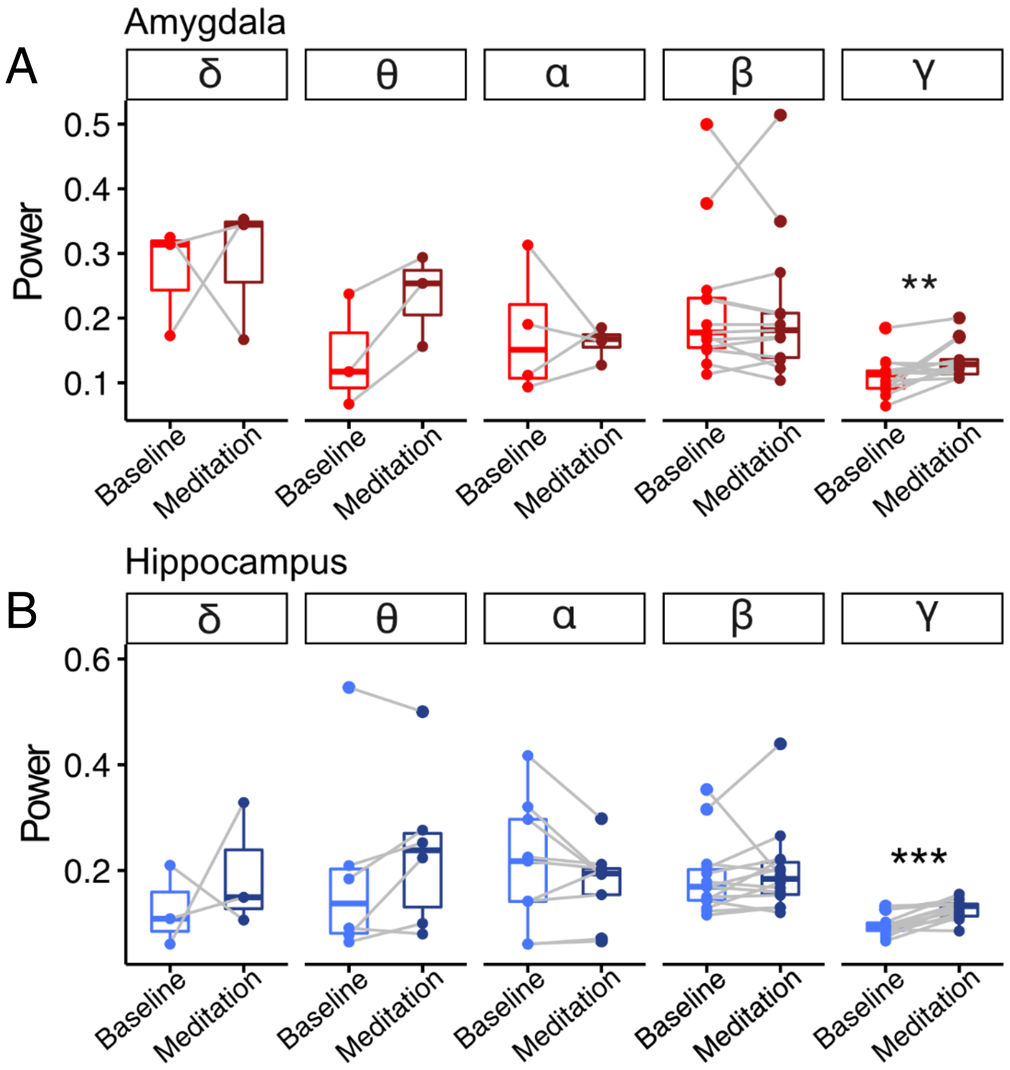 Amygdala
A
δ θ α β γ
0.5
0.4
0.3
0.2
0.1
Power
**
Baseline Meditation Baseline Meditation Baseline Meditation Baseline Meditation Baseline Meditation
Hippocampus
B
δ θ α β γ
0.6
0.4
0.2
Power
***
Baseline Meditation Baseline Meditation Baseline Meditation Baseline Meditation Baseline Meditation